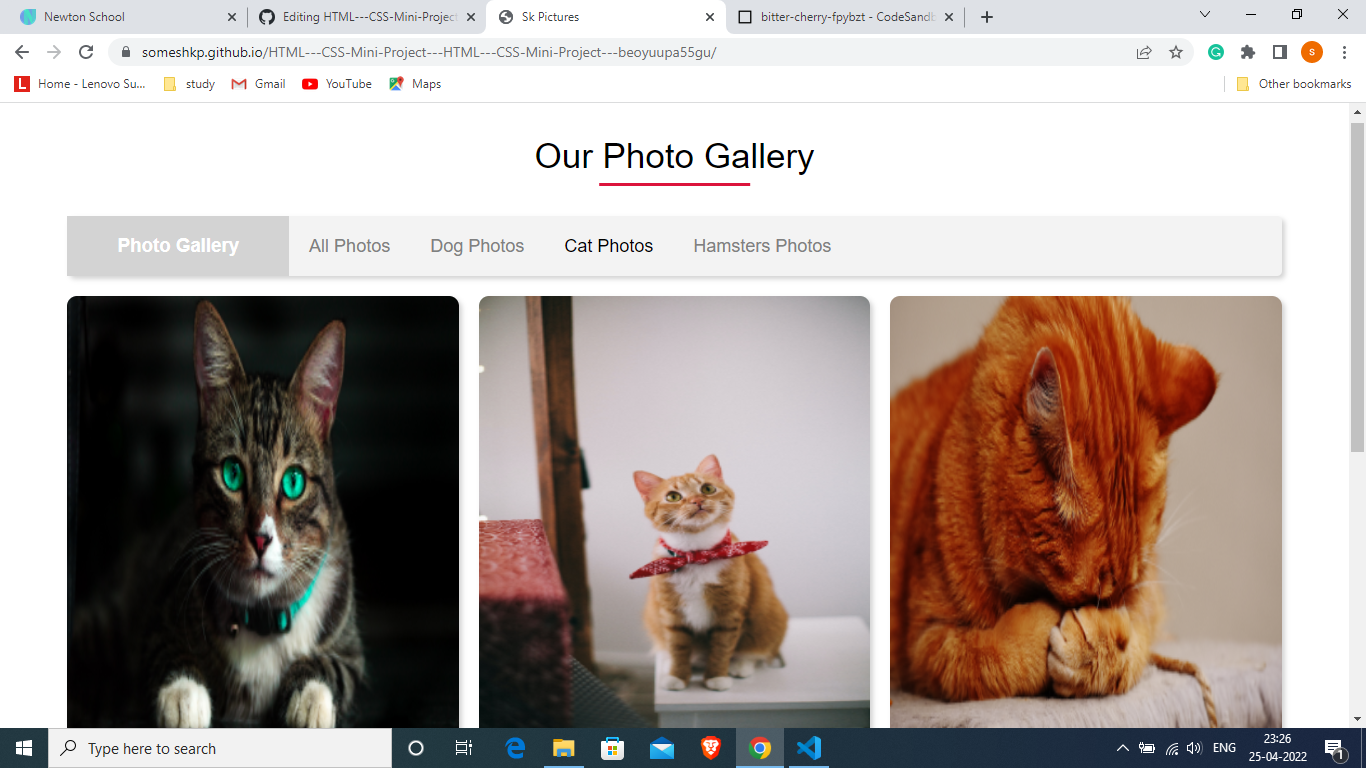 Newton School
Editing HTML---CSS-Mini-Project
Sk Pictures
bitter-cherry-fpybzt - CodeSandb
someshkp.github.io/HTML---CSS-Mini-Project---HTML---CSS-Mini-Project---beoyuupa55gu/
s
L
Home - Lenovo Su...
study
Gmail
YouTube
Maps
Other bookmarks
Our Photo Gallery
Photo Gallery
All Photos
Dog Photos
Cat Photos
Hamsters Photos
Type here to search
ENG
23:26
25-04-2022
1